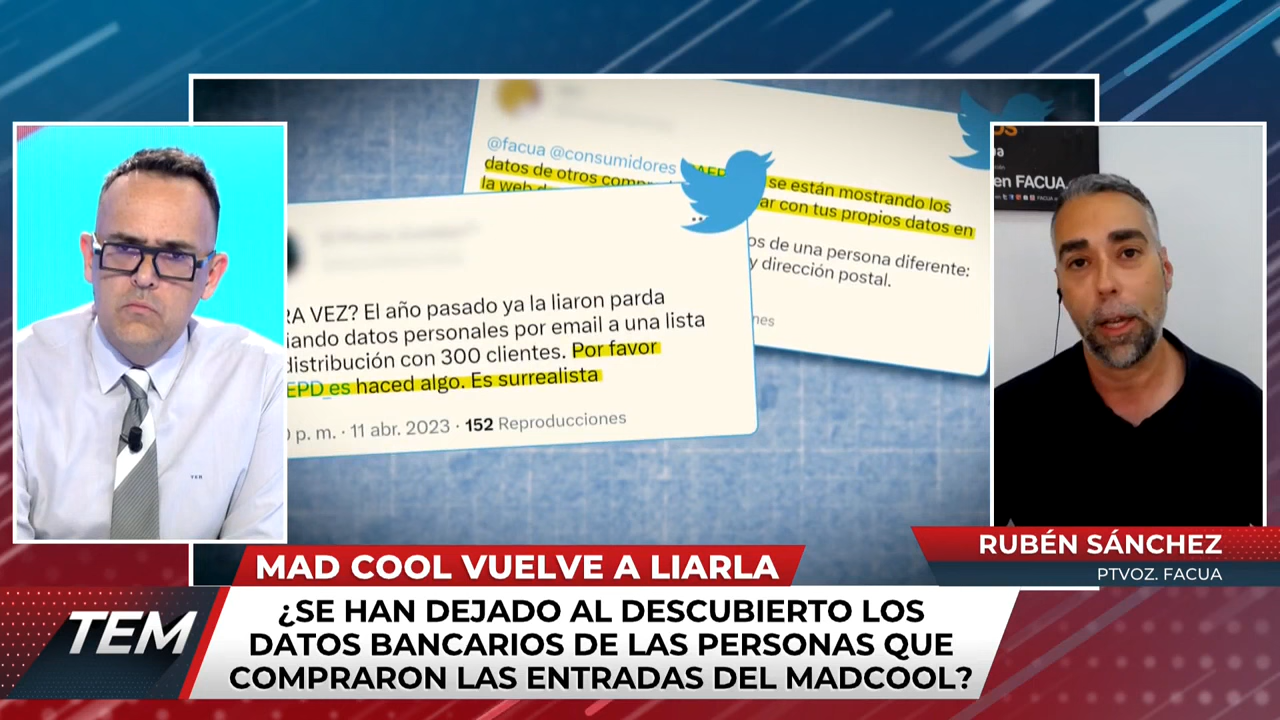 @facua @consumidores
se están mostrando los
datos de otros
ar con tus propios datos en
la web
os de una persona diferente:
y dirección postal.
nes
RA VEZ? El año pasado ya la liaron parda
iando datos personales por email a una lista
distribución con 300 clientes. Por favor
EPD_es haced algo. Es surrealista
p. m. · 11 abr. 2023 · 152 Reproducciones
en FACUA
RUBÉN SÁNCHEZ
PTVOZ. FACUA
MAD COOL VUELVE A LIARLA
TEM
¿SE HAN DEJADO AL DESCUBIERTO LOS
DATOS BANCARIOS DE LAS PERSONAS QUE
COMPRARON LAS ENTRADAS DEL MADCOOL?